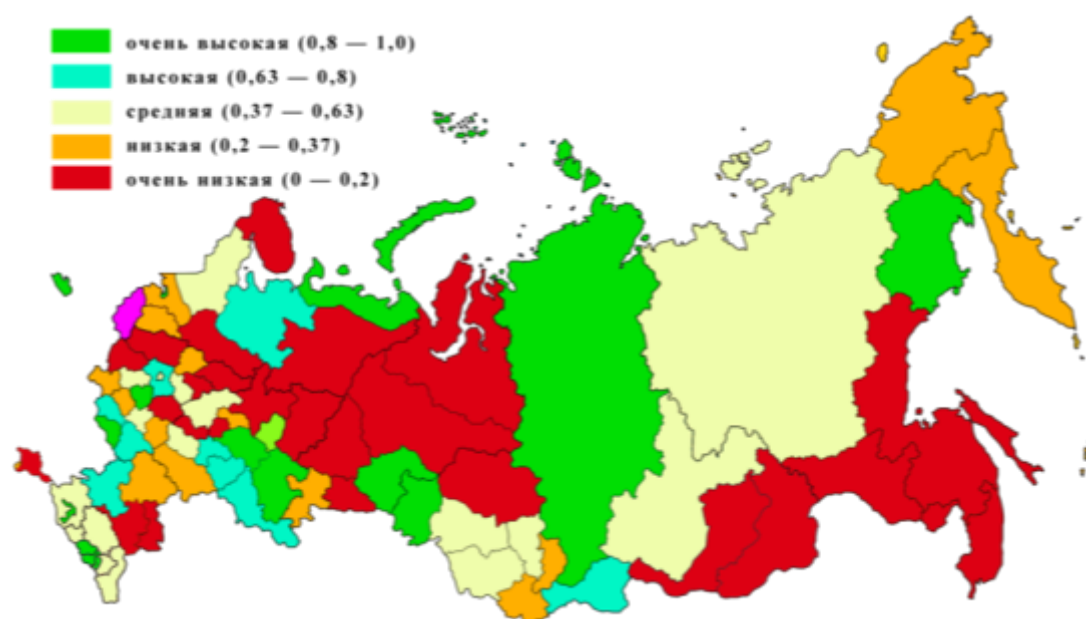 очень высокая (0,8 — 1,0)
высокая (0,63 — 0,8)
средняя (0,37 — 0,63)
низкая (0,2 — 0,37)
очень низкая (0 — 0,2)